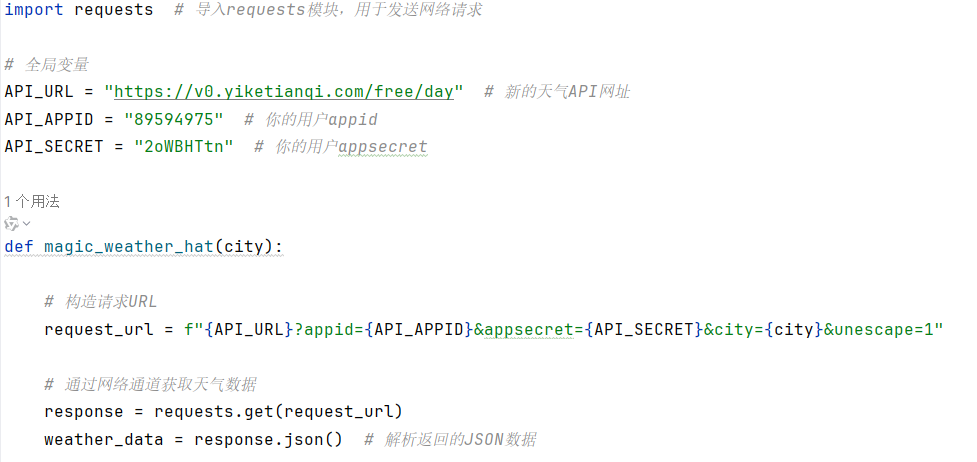 import requests  # 导入requests模块，用于发送网络请求
# 全局变量
API_URL = "https://v0.yiketianqi.com/free/day"  # 新的天气API网址
API_APPID = "89594975"  # 你的用户appid
API_SECRET = "2oWBHTtn"  # 你的用户appsecret
1 个用法
def magic_weather_hat(city):
    # 构造请求URL
    request_url = f"{API_URL}?appid={API_APPID}&appsecret={API_SECRET}&city={city}&unescape=1"
    # 通过网络通道获取天气数据
    response = requests.get(request_url)
    weather_data = response.json()  # 解析返回的JSON数据